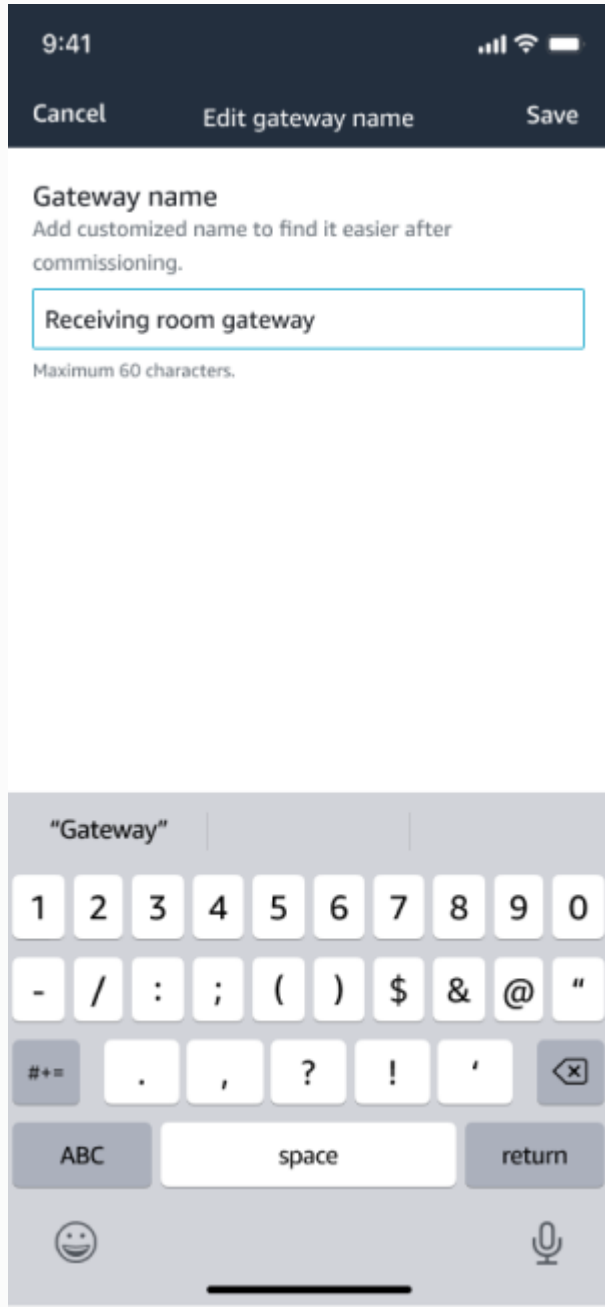 9:41
Cancel Edit gateway name Save
Gateway name
Add customized name to find it easier after
commissioning.
Receiving room gateway
Maximum 60 characters.
“Gateway”
1 2 3 4 5 6 7 8 9 0
- / : ; ( ) $ & @ “
#+= . , ? ! ‘
ABC space return